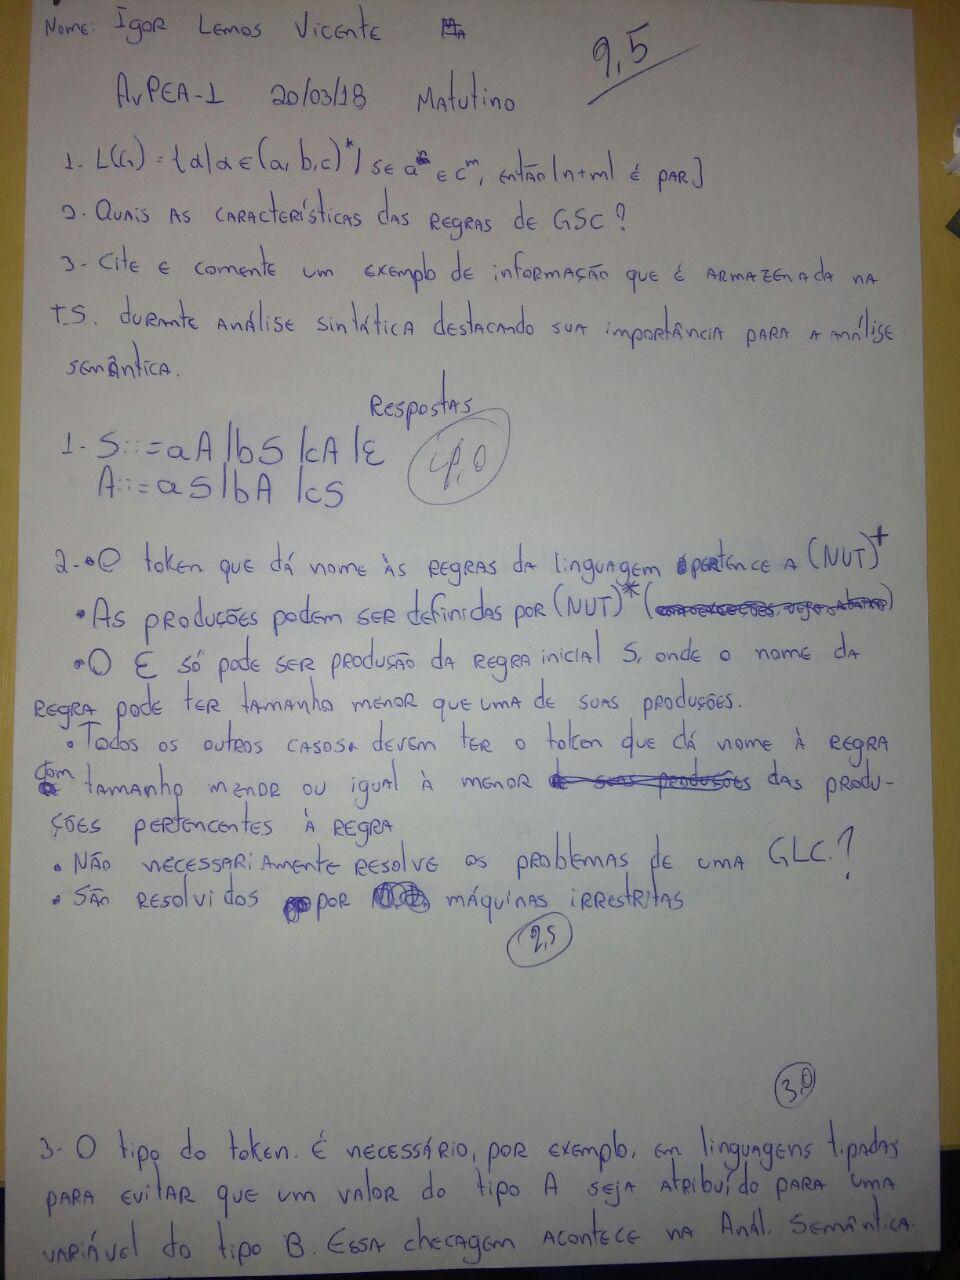 Nome: Igor Lemos Vicente
9,5
AvPEA-1 20/03/18 Matutino
1. L(G) = {α|α ∈ (a, b, c)* / se aⁿ e cᵐ, então |n+m| é par}
2. Quais as características das regras de GSC?
3- Cite e comente um exemplo de informação que é armazenada na
T.S. durante análise sintática destacando sua importância para a análise
semântica.
Respostas
1- S::=aA|bS|cA|ε
4,0
A::=aS|bA|cS
2-•O token que dá nome às regras da linguagem pertence a (NUT)⁺
•As produções podem ser definidas por (NUT)*
•O ε só pode ser produção da regra inicial S, onde o nome da
regra pode ter tamanho menor que uma de suas produções.
•Todos os outros casos devem ter o token que dá nome à regra
com tamanho menor ou igual à menor das produ-
ções pertencentes à regra
• Não necessariamente resolve os problemas de uma GLC.?
• São resolvidos por máquinas irrestritas
2,5
3,0
3- O tipo do token. É necessário, por exemplo, em linguagens tipadas
para evitar que um valor do tipo A seja atribuído para uma
variável do tipo B. Essa checagem acontece na Anál. Semântica.